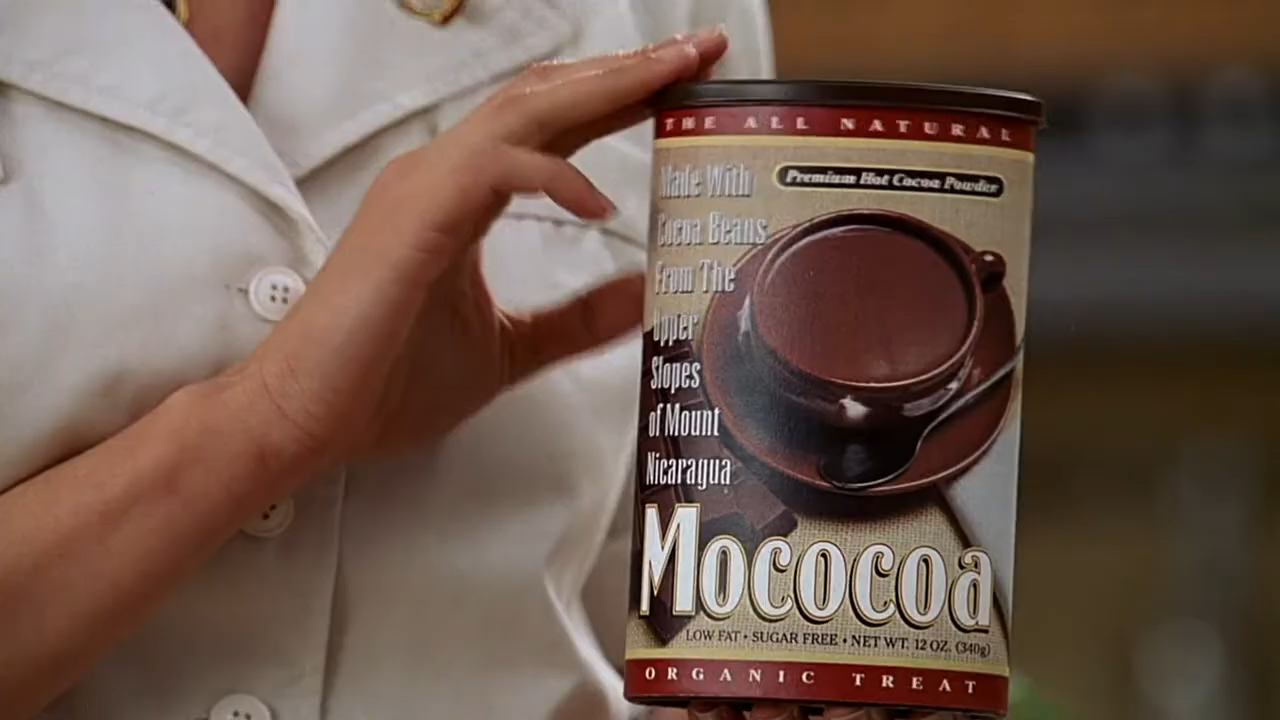 THE ALL NATURAL
Premium Hot Cocoa Powder
Made With
Cocoa Beans
From The
Upper
Slopes
of Mount
Nicaragua
Mococoa
LOW FAT • SUGAR FREE • NET WT. 12 OZ. (340g)
ORGANIC TREAT